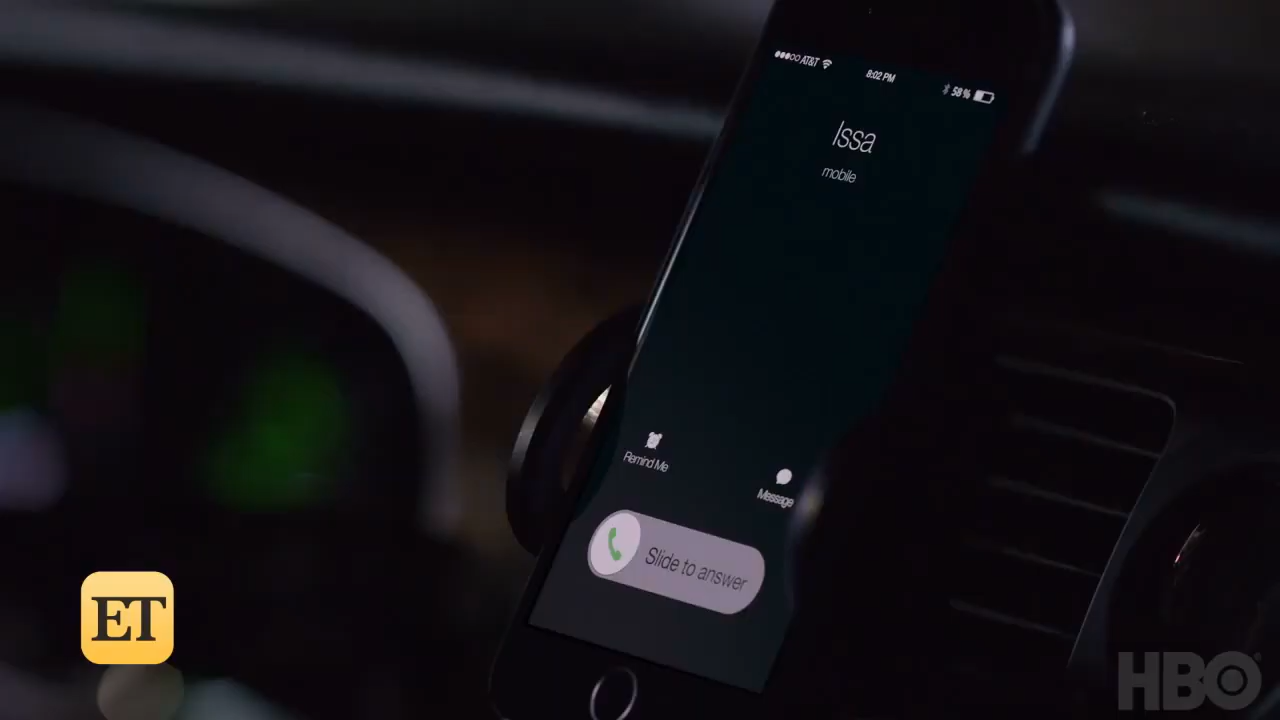 ●●●○○ AT&T 8:02 PM 58%
Issa
mobile
Remind Me
Message
Slide to answer
ET
HBO